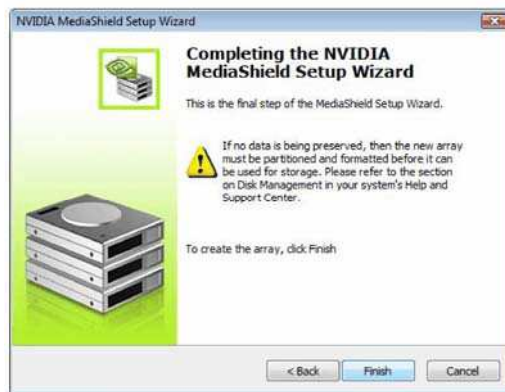 NVIDIA MediaShield Setup Wizard
Completing the NVIDIA
MediaShield Setup Wizard
This is the final step of the MediaShield Setup Wizard.
If no data is being preserved, then the new array
must be partitioned and formatted before it can
be used for storage. Please refer to the section
on Disk Management in your system's Help and
Support Center.
To create the array, click Finish
< Back
Finish
Cancel